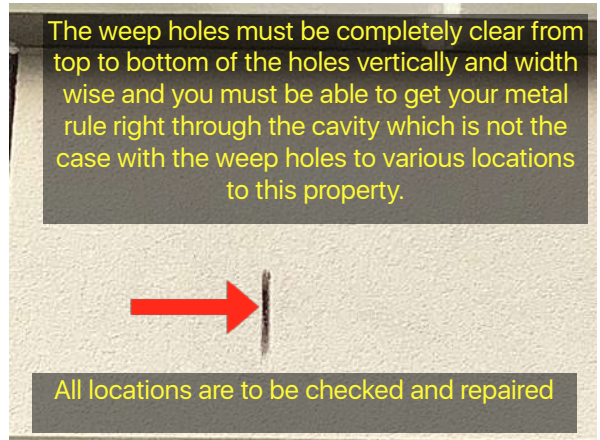 The weep holes must be completely clear from
top to bottom of the holes vertically and width
wise and you must be able to get your metal
rule right through the cavity which is not the
case with the weep holes to various locations
to this property.
All locations are to be checked and repaired